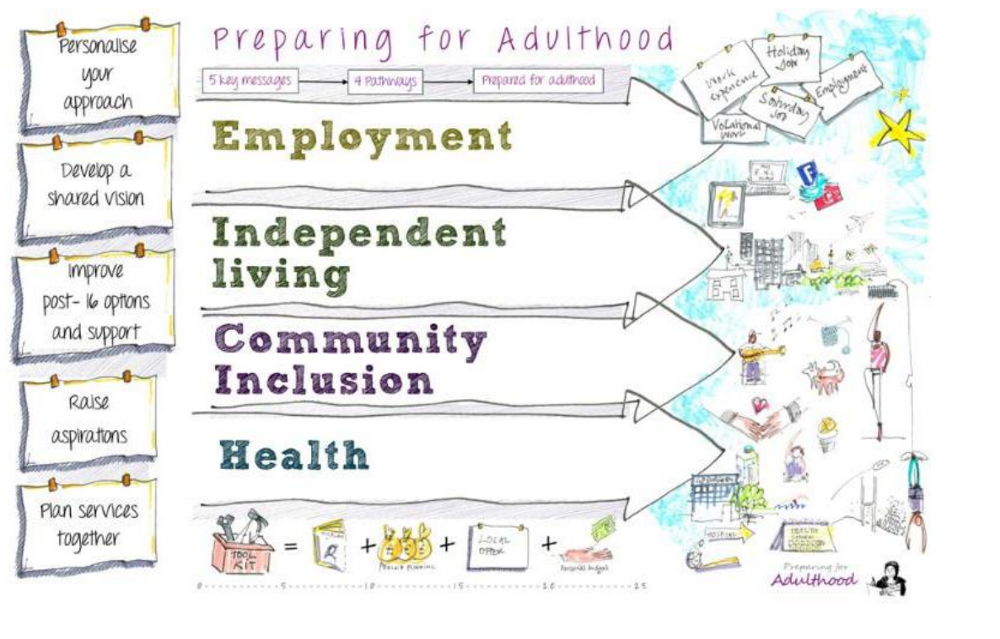 Preparing for Adulthood
5 key messages
4 Pathways
Prepared for adulthood
Personalise
your
approach
Develop a
shared vision
Improve
post-16 options
and support
Raise
aspirations
Plan services
together
Employment
Independent
living
Community
Inclusion
Health
Work
experience
Holiday
Job
Employment
Saturday
Job
Vocational
Work
TOOL
KIT
=
+
+
LOCAL
OFFER
+
Personal budget
0
5
10
15
20
25
HOSPITAL
HEALTH
Preparing for
Adulthood